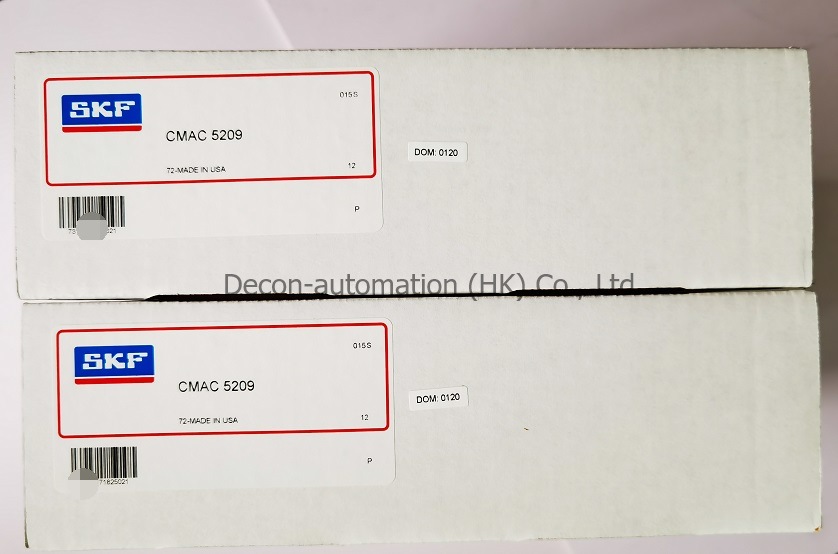 SKF
015S
CMAC 5209
72-MADE IN USA
12
P
DOM: 0120
Decon-automation (HK) Co., Ltd
SKF
015S
CMAC 5209
72-MADE IN USA
12
71825021
P
DOM: 0120